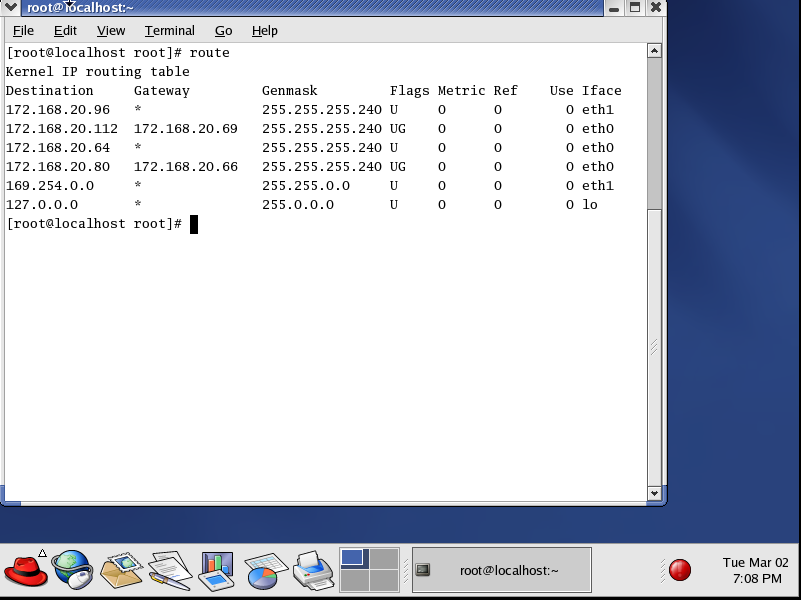 root@localhost:~
File Edit View Terminal Go Help
[root@localhost root]# route
Kernel IP routing table
Destination Gateway Genmask Flags Metric Ref Use Iface
172.168.20.96 * 255.255.255.240 U 0 0 0 eth1
172.168.20.112 172.168.20.69 255.255.255.240 UG 0 0 0 eth0
172.168.20.64 * 255.255.255.240 U 0 0 0 eth0
172.168.20.80 172.168.20.66 255.255.255.240 UG 0 0 0 eth0
169.254.0.0 * 255.255.0.0 U 0 0 0 eth1
127.0.0.0 * 255.0.0.0 U 0 0 0 lo
[root@localhost root]#
root@localhost:~
Tue Mar 02
7:08 PM